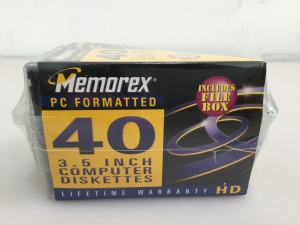 Memorex
PC FORMATTED
INCLUDES
FILE
BOX
40
3.5 INCH
COMPUTER
DISKETTES
LIFETIME WARRANTY
HD